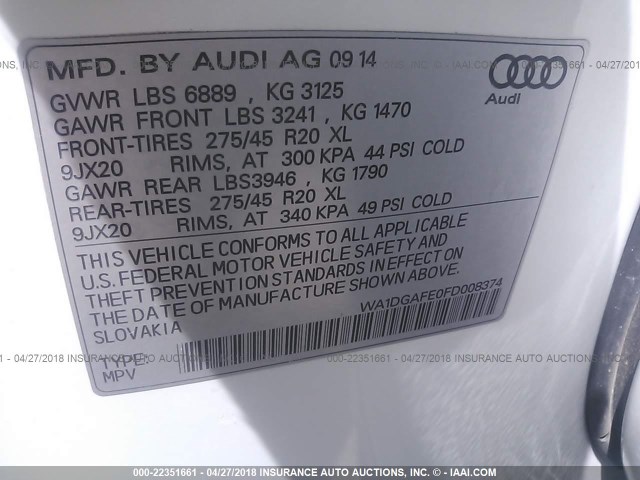 MFD. BY AUDI AG 09 14
GVWR LBS 6889 , KG 3125
GAWR FRONT LBS 3241 , KG 1470
FRONT-TIRES 275/45 R20 XL
9JX20 RIMS, AT 300 KPA 44 PSI COLD
GAWR REAR LBS3946 , KG 1790
REAR-TIRES 275/45 R20 XL
9JX20 RIMS, AT 340 KPA 49 PSI COLD
Audi
THIS VEHICLE CONFORMS TO ALL APPLICABLE
U.S. FEDERAL MOTOR VEHICLE SAFETY AND
THEFT PREVENTION STANDARDS IN EFFECT ON
THE DATE OF MANUFACTURE SHOWN ABOVE.
SLOVAKIA
WA1DGAFE0FD008374
TYPE:
MPV
000-22351661 - 04/27/2018 INSURANCE AUTO AUCTIONS - IAAI.COM